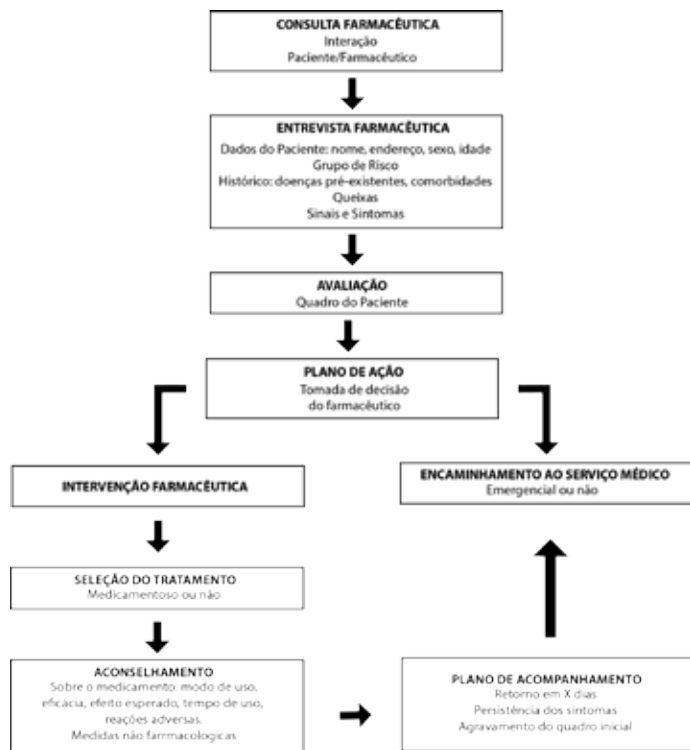 CONSULTA FARMACÊUTICA
Interação
Paciente/Farmacêutico
ENTREVISTA FARMACÊUTICA
Dados do Paciente: nome, endereço, sexo, idade
Grupo de Risco
Histórico: doenças pré-existentes, comorbidades
Queixas
Sinais e Sintomas
AVALIAÇÃO
Quadro do Paciente
PLANO DE AÇÃO
Tomada de decisão
do farmacêutico
INTERVENÇÃO FARMACÊUTICA
ENCAMINHAMENTO AO SERVIÇO MÉDICO
Emergencial ou não
SELEÇÃO DO TRATAMENTO
Medicamentoso ou não
ACONSELHAMENTO
Sobre o medicamento: modo de uso,
eficácia, efeito esperado, tempo de uso,
reações adversas.
Medidas não farrmacologicas
PLANO DE ACOMPANHAMENTO
Retorno em X dias
Persistência dos sintomas
Agravamento do quadro inicial